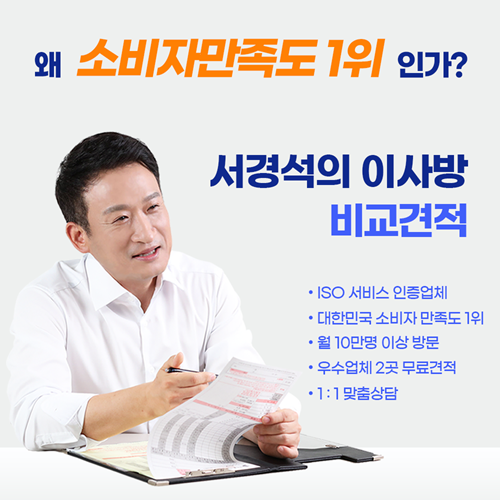 왜 소비자만족도 1위 인가?
서경석의 이사방
비교견적
• ISO 서비스 인증업체
• 대한민국 소비자 만족도 1위
• 월 10만명 이상 방문
• 우수업체 2곳 무료견적
• 1 : 1 맞춤상담